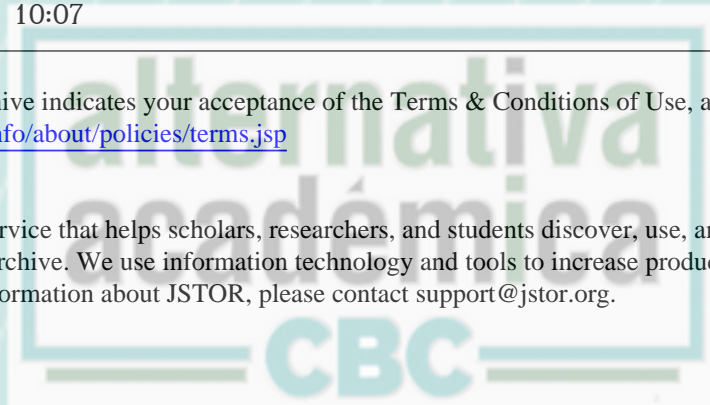 10:07
hive indicates your acceptance of the Terms & Conditions of Use, a
nfo/about/policies/terms.jsp
alternativa
académica
rvice that helps scholars, researchers, and students discover, use, an
rchive. We use information technology and tools to increase produc
formation about JSTOR, please contact support@jstor.org.
CBC